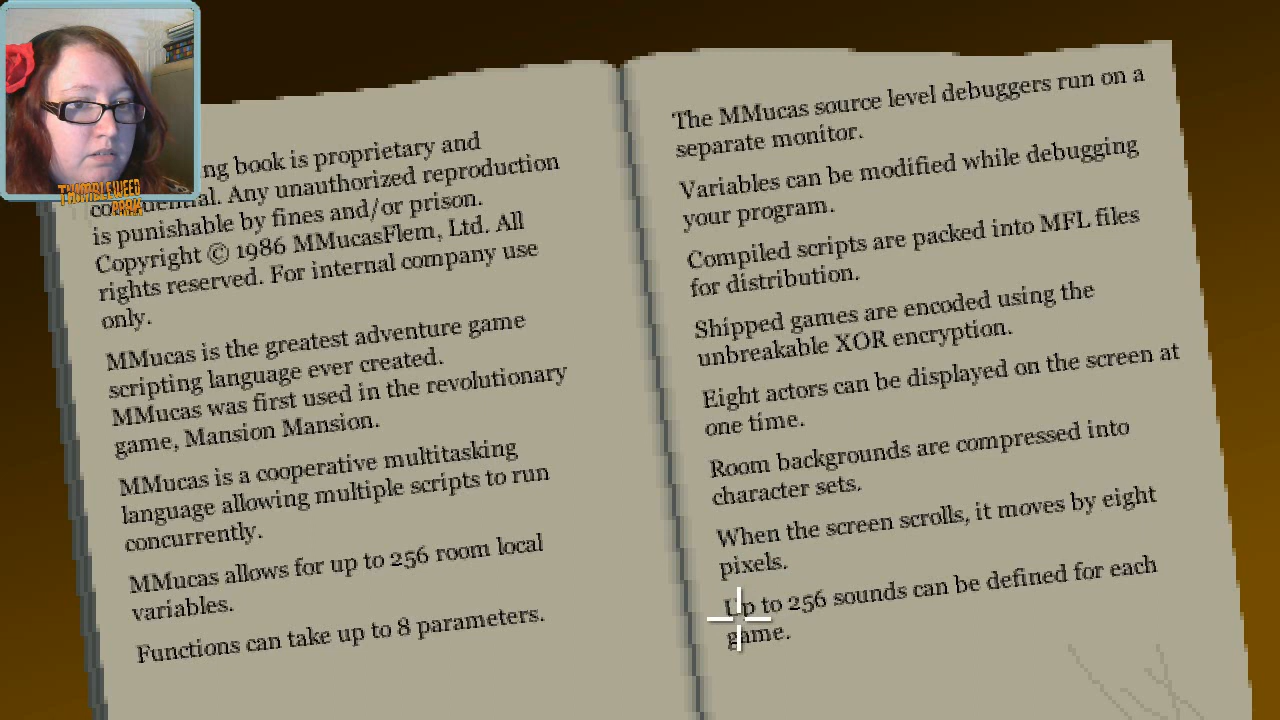 THIMBLEWEED
PARK
ng book is proprietary and
confidential. Any unauthorized reproduction
is punishable by fines and/or prison.
Copyright © 1986 MMucasFlem, Ltd. All
rights reserved. For internal company use
only.
MMucas is the greatest adventure game
scripting language ever created.
MMucas was first used in the revolutionary
game, Mansion Mansion.
MMucas is a cooperative multitasking
language allowing multiple scripts to run
concurrently.
MMucas allows for up to 256 room local
variables.
Functions can take up to 8 parameters.
The MMucas source level debuggers run on a
separate monitor.
Variables can be modified while debugging
your program.
Compiled scripts are packed into MFL files
for distribution.
Shipped games are encoded using the
unbreakable XOR encryption.
Eight actors can be displayed on the screen at
one time.
Room backgrounds are compressed into
character sets.
When the screen scrolls, it moves by eight
pixels.
Up to 256 sounds can be defined for each
game.